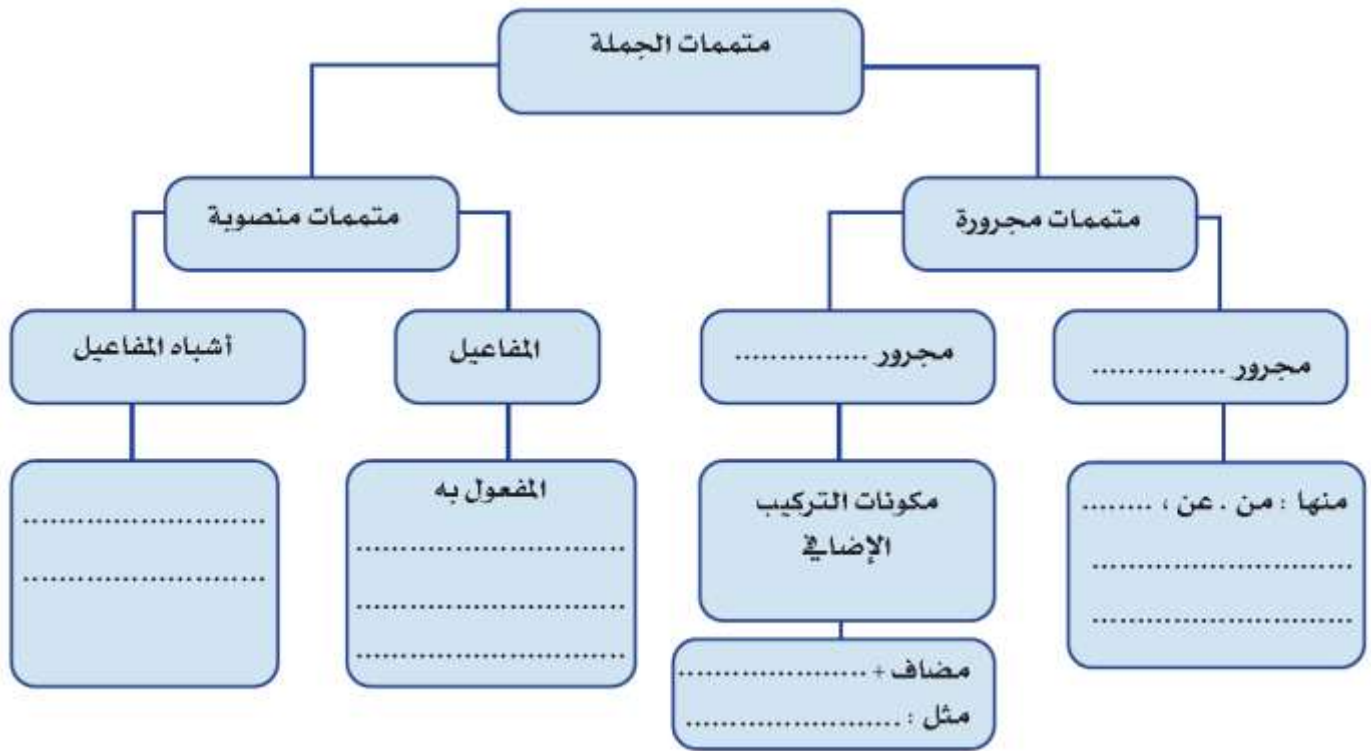 متممات الجملة
متممات مجرورة
متممات منصوبة
مجرور ................
مجرور ................
المفاعيل
أشباه المفاعيل
منها : من . عن ، ........
............................
............................
مكونات التركيب
الإضافي
المفعول به
.............................
.............................
.............................
..........................
..........................
مضاف + ....................
مثل : .......................